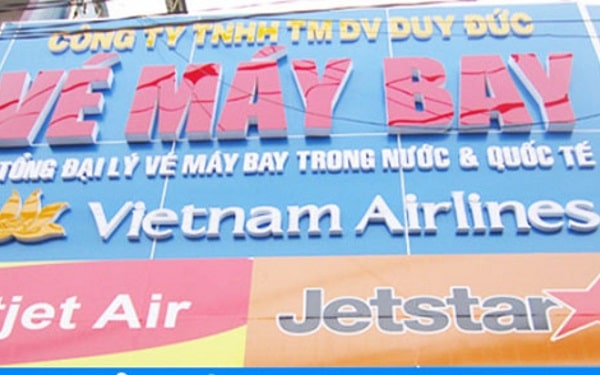 CÔNG TY TNHH TM DV DUY ĐỨC
VÉ MÁY BAY
TỔNG ĐẠI LÝ VÉ MÁY BAY TRONG NƯỚC & QUỐC TẾ
Vietnam Airlines
tjet Air
Jetstar